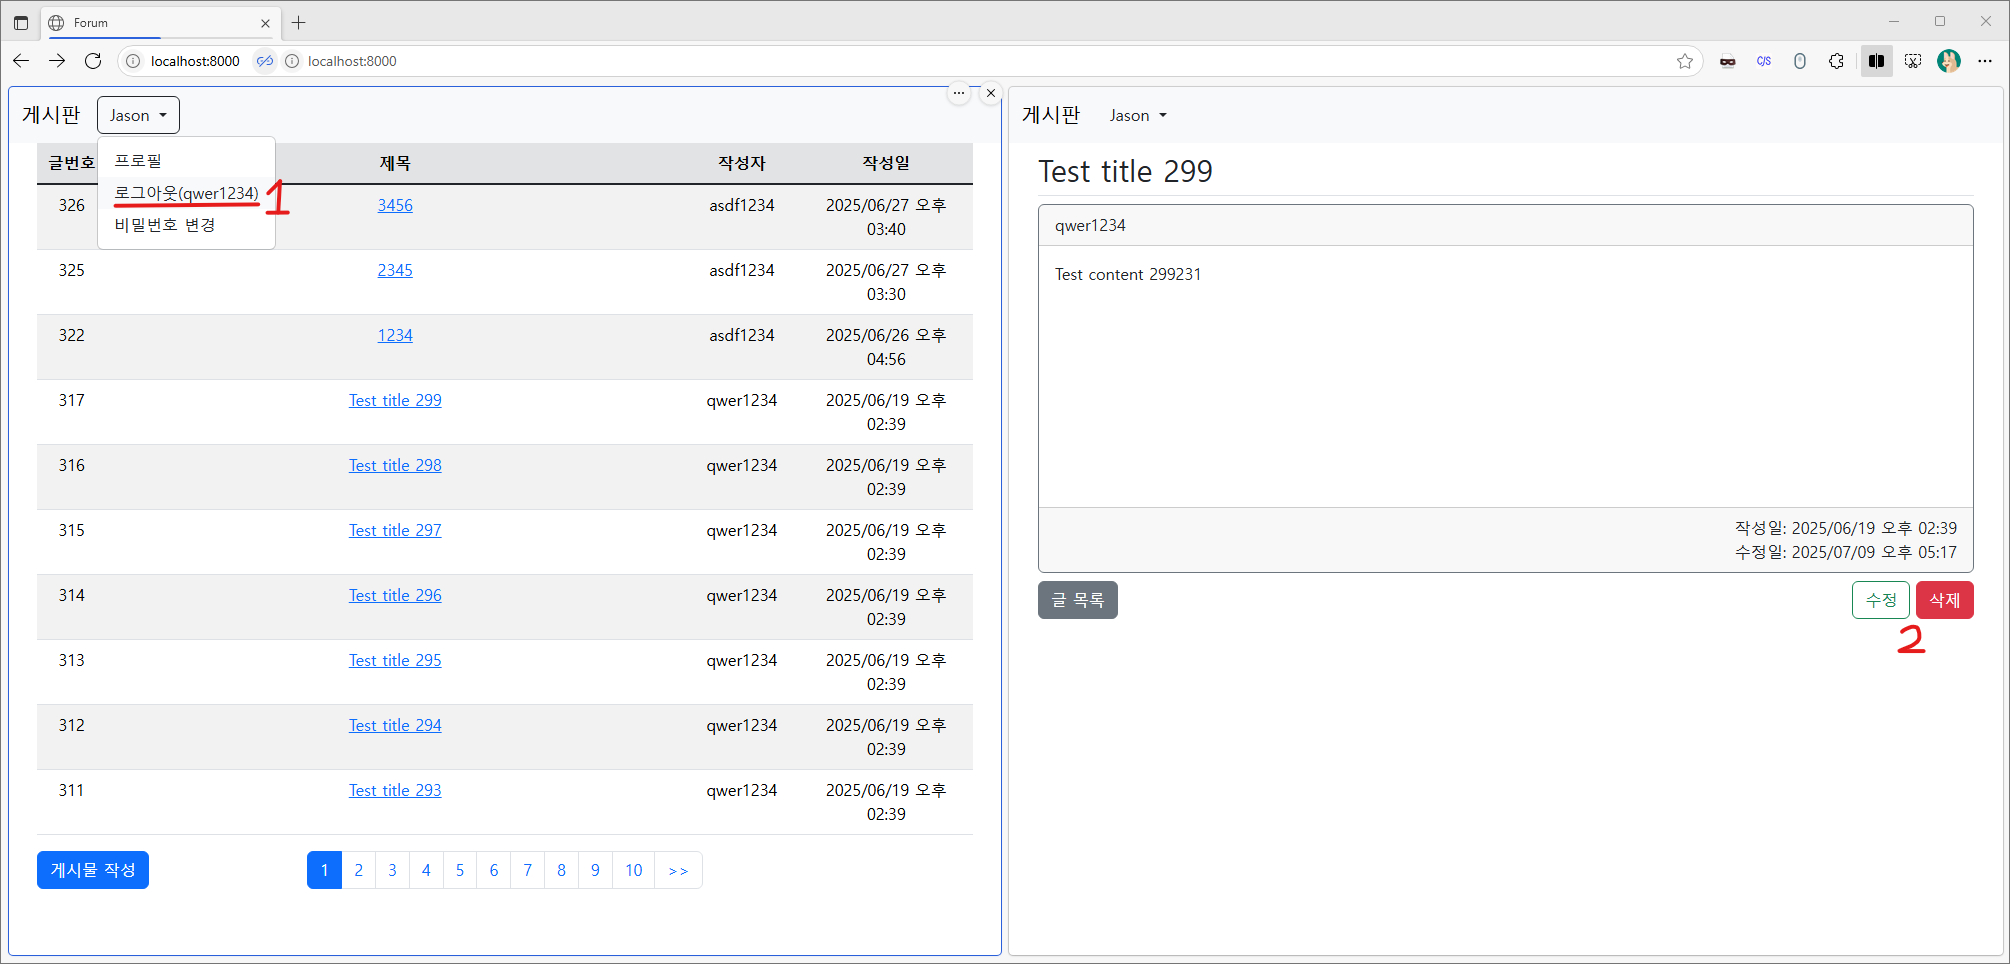 Forum
localhost:8000
localhost:8000
게시판
Jason
프로필
로그아웃(qwer1234)
비밀번호 변경
1
글번호 제목 작성자 작성일
326 3456 asdf1234 2025/06/27 오후
03:40
325 2345 asdf1234 2025/06/27 오후
03:30
322 1234 asdf1234 2025/06/26 오후
04:56
317 Test title 299 qwer1234 2025/06/19 오후
02:39
316 Test title 298 qwer1234 2025/06/19 오후
02:39
315 Test title 297 qwer1234 2025/06/19 오후
02:39
314 Test title 296 qwer1234 2025/06/19 오후
02:39
313 Test title 295 qwer1234 2025/06/19 오후
02:39
312 Test title 294 qwer1234 2025/06/19 오후
02:39
311 Test title 293 qwer1234 2025/06/19 오후
02:39
게시물 작성
1 2 3 4 5 6 7 8 9 10 >>
게시판 Jason
Test title 299
qwer1234
Test content 299231
작성일: 2025/06/19 오후 02:39
수정일: 2025/07/09 오후 05:17
글 목록
수정 삭제
2
C/S